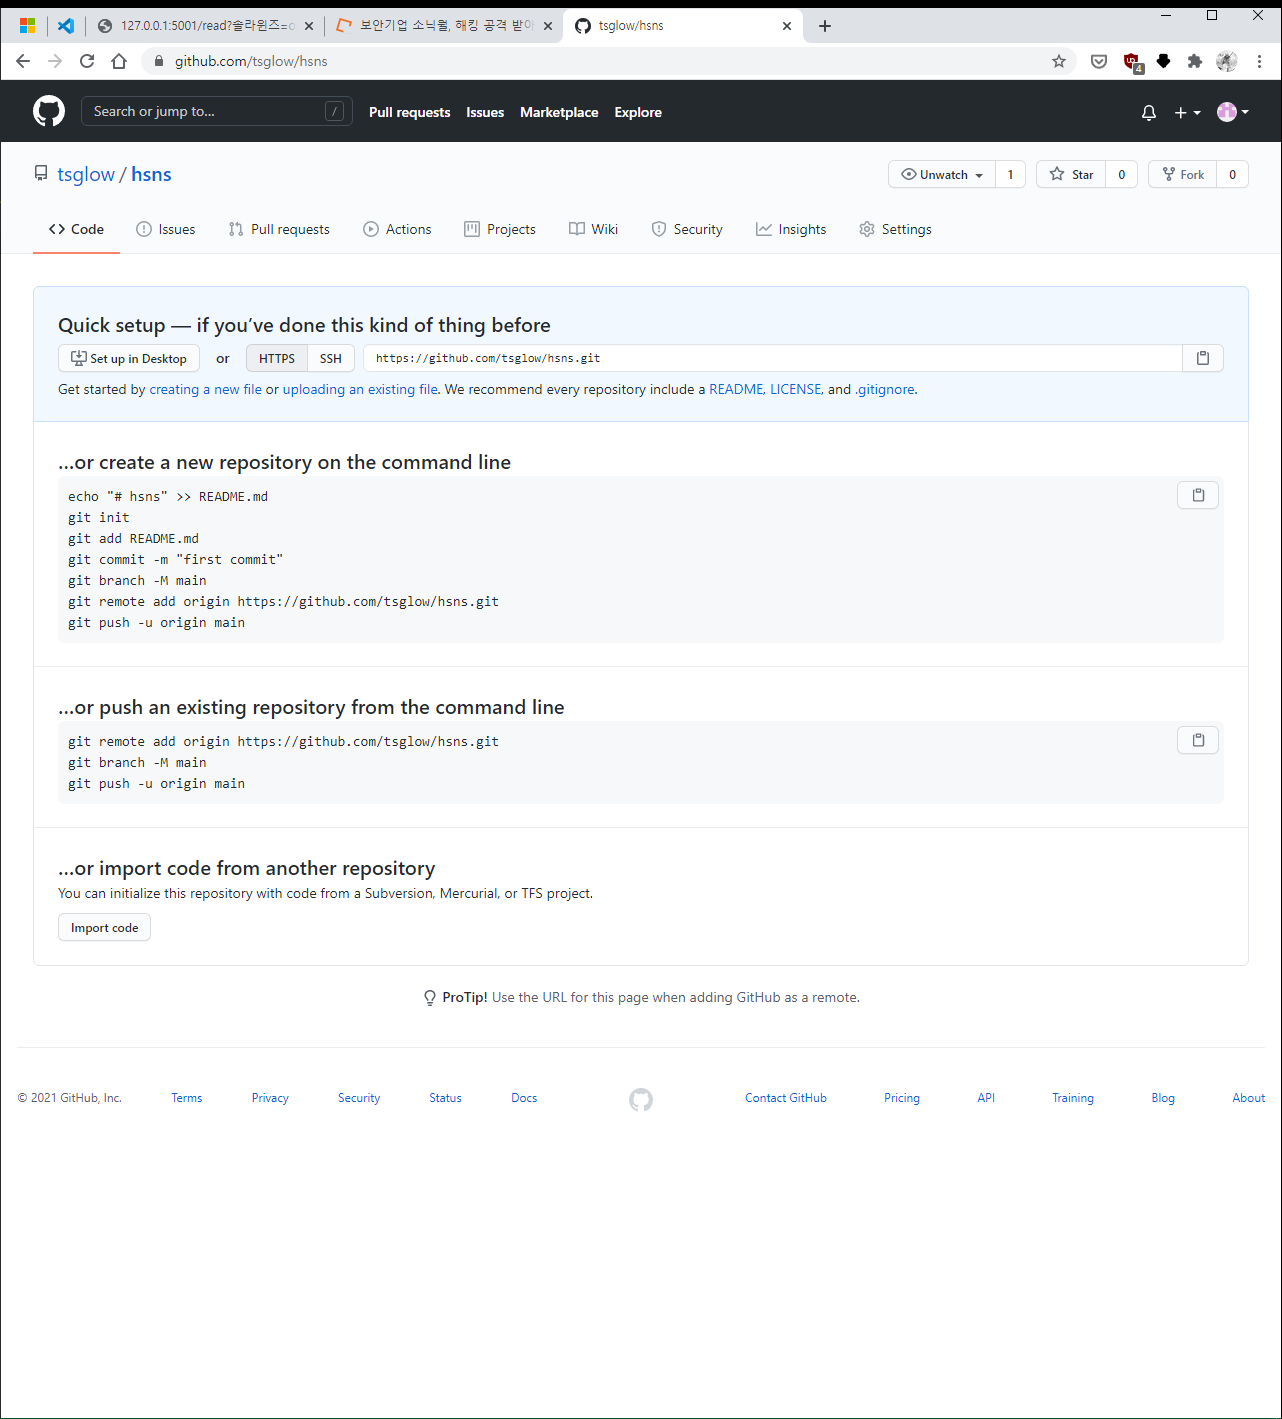 127.0.0.1:5001/read?솔라윈즈=o
보안기업 소닉월, 해킹 공격 받아
tsglow/hsns
github.com/tsglow/hsns
4
Search or jump to...
/
Pull requests
Issues
Marketplace
Explore
tsglow / hsns
Unwatch 1
Star 0
Fork 0
Code
Issues
Pull requests
Actions
Projects
Wiki
Security
Insights
Settings
Quick setup — if you’ve done this kind of thing before
Set up in Desktop or HTTPS SSH https://github.com/tsglow/hsns.git
Get started by creating a new file or uploading an existing file. We recommend every repository include a README, LICENSE, and .gitignore.
…or create a new repository on the command line
echo "# hsns" >> README.md
git init
git add README.md
git commit -m "first commit"
git branch -M main
git remote add origin https://github.com/tsglow/hsns.git
git push -u origin main
…or push an existing repository from the command line
git remote add origin https://github.com/tsglow/hsns.git
git branch -M main
git push -u origin main
…or import code from another repository
You can initialize this repository with code from a Subversion, Mercurial, or TFS project.
Import code
ProTip! Use the URL for this page when adding GitHub as a remote.
© 2021 GitHub, Inc.
Terms
Privacy
Security
Status
Docs
Contact GitHub
Pricing
API
Training
Blog
About